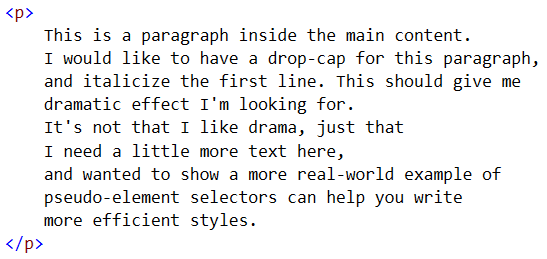 <p>
This is a paragraph inside the main content.
I would like to have a drop-cap for this paragraph,
and italicize the first line. This should give me
dramatic effect I'm looking for.
It's not that I like drama, just that
I need a little more text here,
and wanted to show a more real-world example of
pseudo-element selectors can help you write
more efficient styles.
</p>